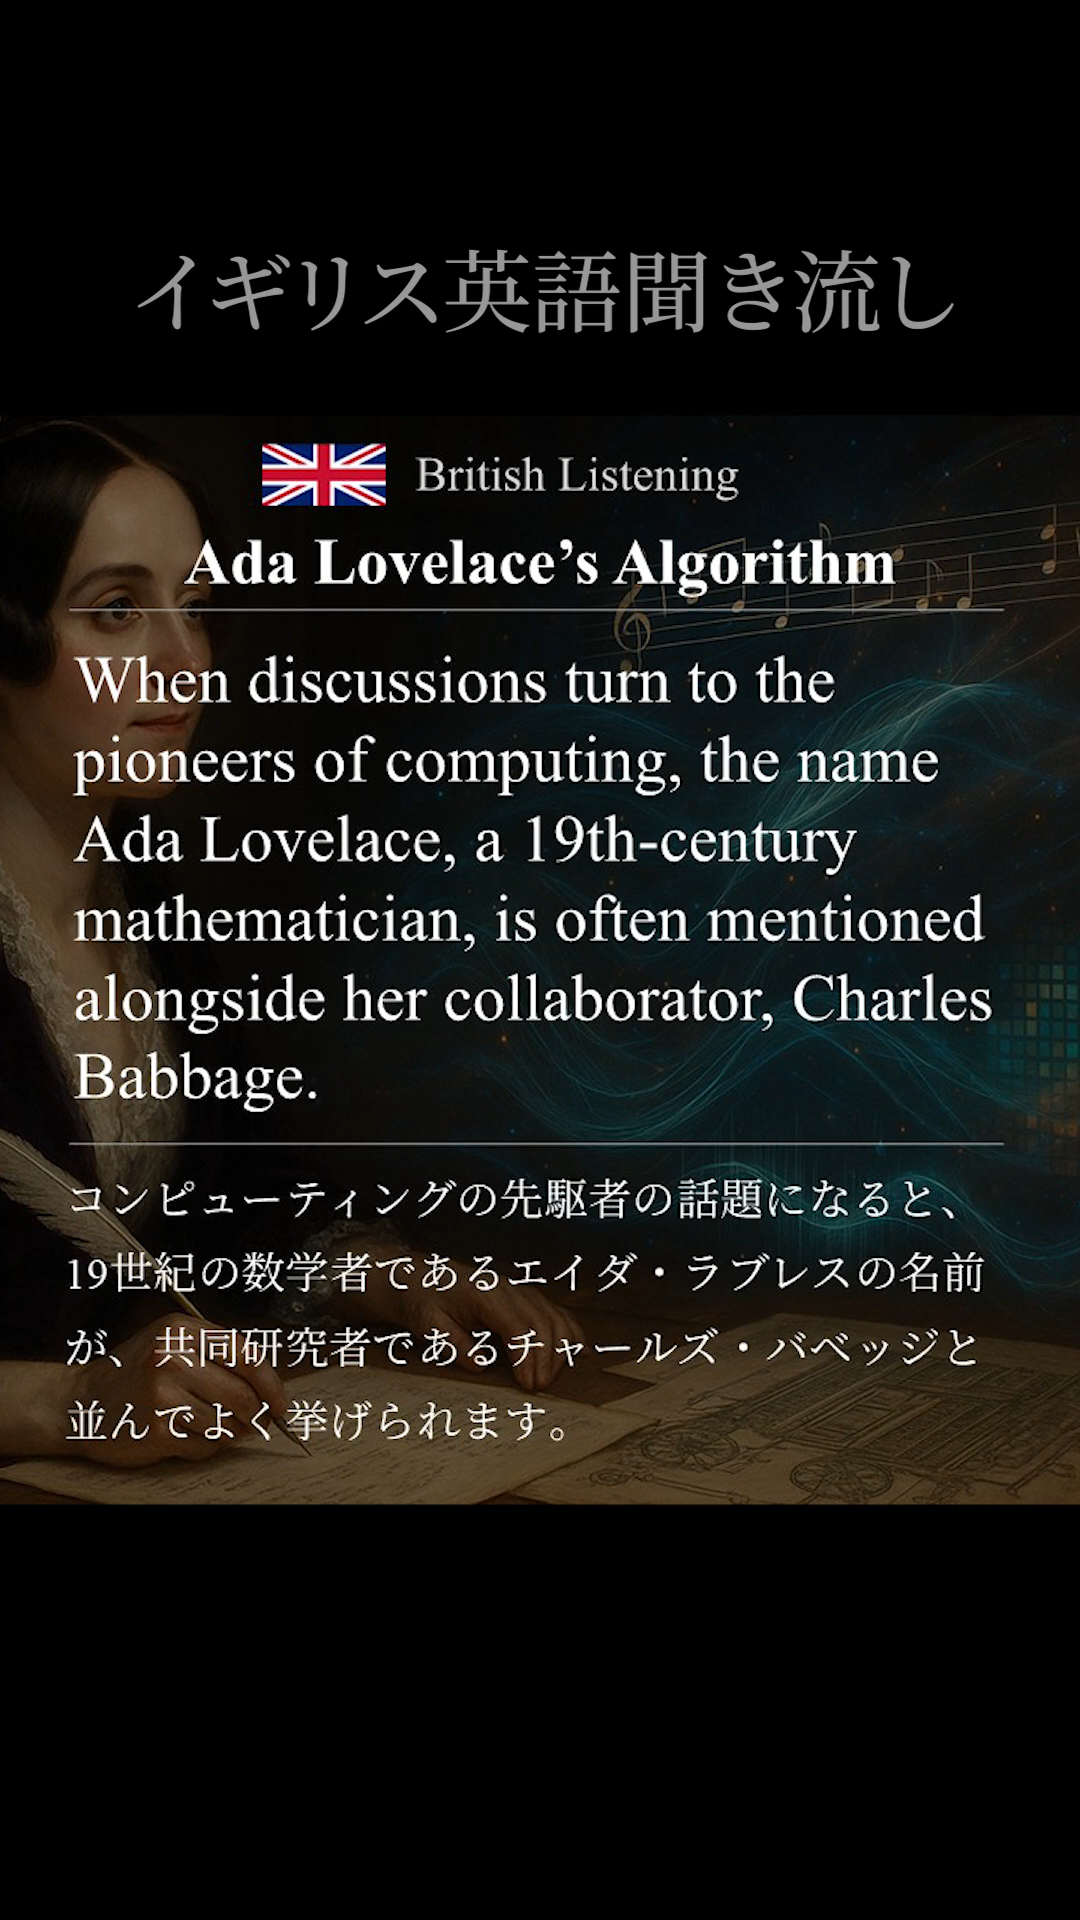 イギリス英語聞き流し
British Listening
Ada Lovelace’s Algorithm
When discussions turn to the
pioneers of computing, the name
Ada Lovelace, a 19th-century
mathematician, is often mentioned
alongside her collaborator, Charles
Babbage.
コンピューティングの先駆者の話題になると、
19世紀の数学者であるエイダ・ラブレスの名前
が、共同研究者であるチャールズ・バベッジと
並んでよく挙げられます。